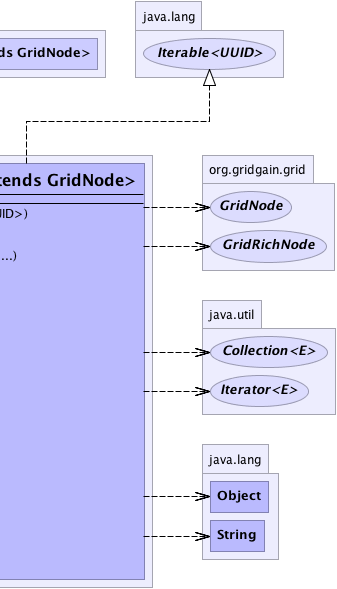 java.lang
ds GridNode>
Iterable<UUID>
org.gridgain.grid
tends GridNode>
GridNode
UID>)
GridRichNode
...)
java.util
Collection<E>
Iterator<E>
java.lang
Object
String